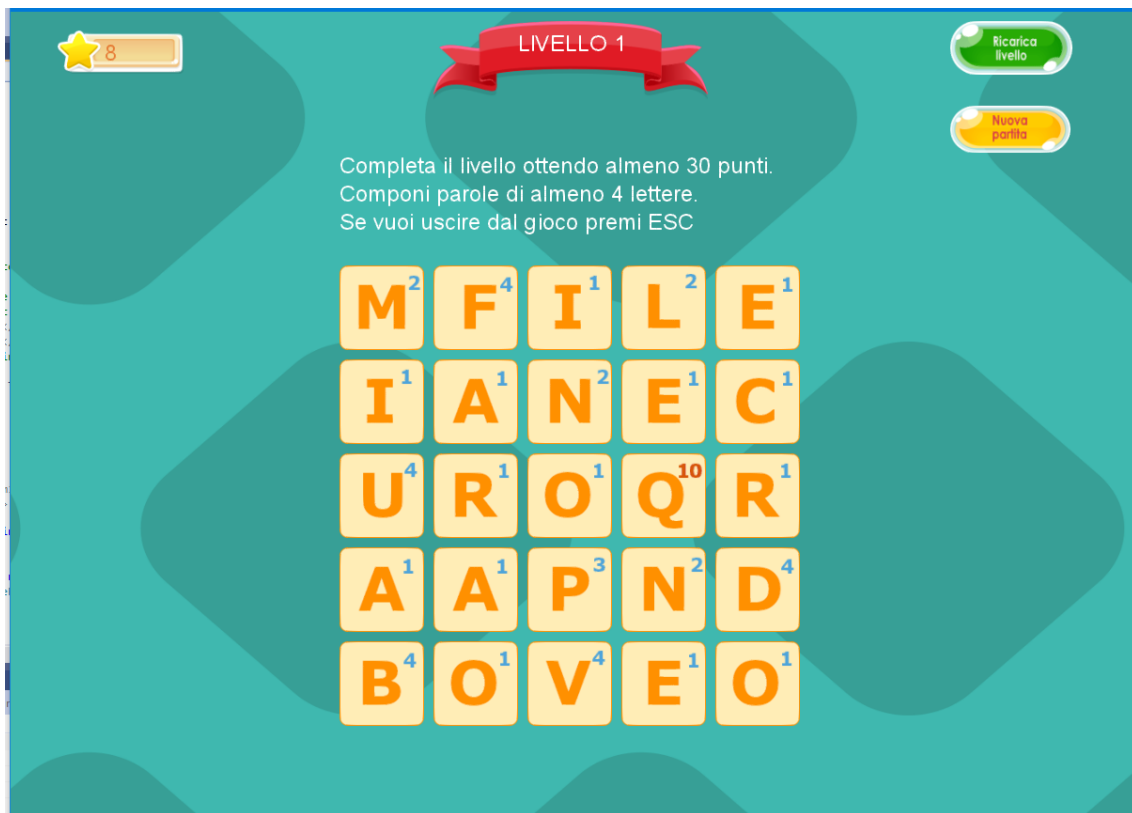 8
LIVELLO 1
Ricarica
livello
Nuova
partita
Completa il livello ottendo almeno 30 punti.
Componi parole di almeno 4 lettere.
Se vuoi uscire dal gioco premi ESC
M 2 F 4 I 1 L 2 E 1
I 1 A 1 N 2 E 1 C 1
U 4 R 1 O 1 Q 10 R 1
A 1 A 1 P 3 N 2 D 4
B 4 O 1 V 4 E 1 O 1